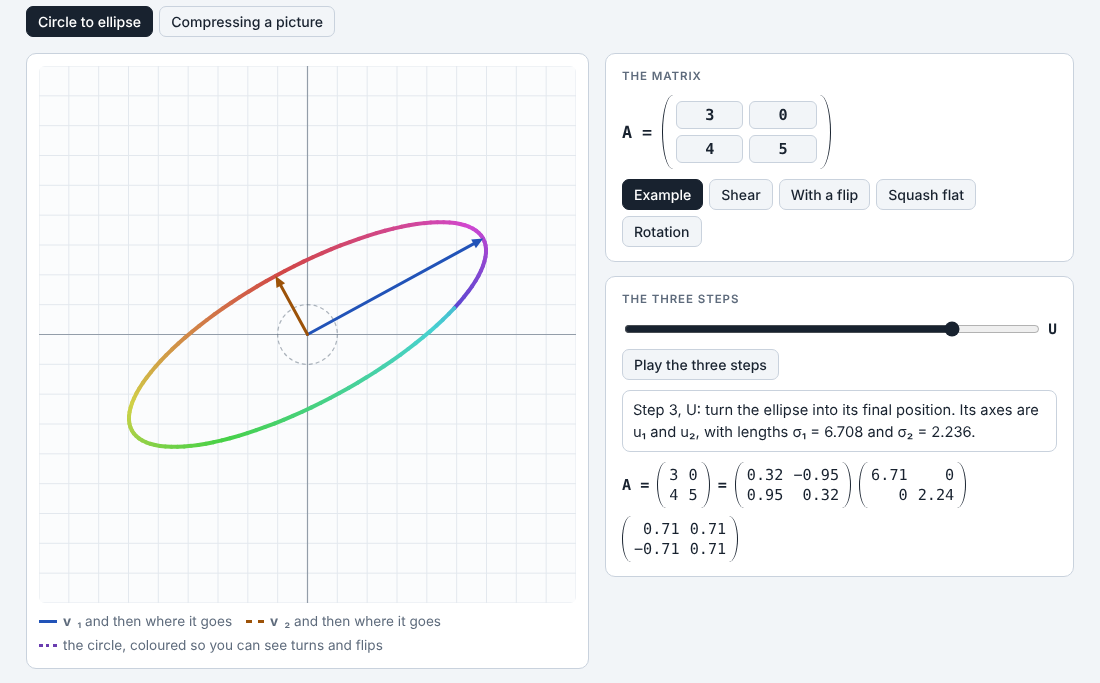 Circle to ellipse
Compressing a picture
v ₁ and then where it goes
v ₂ and then where it goes
the circle, coloured so you can see turns and flips
THE MATRIX
A =
3 0
4 5
Example
Shear
With a flip
Squash flat
Rotation
THE THREE STEPS
U
Play the three steps
Step 3, U: turn the ellipse into its final position. Its axes are
u₁ and u₂, with lengths σ₁ = 6.708 and σ₂ = 2.236.
A = ( 3 0 ) = ( 0.32 −0.95 ) ( 6.71 0 )
( 4 5 ) ( 0.95 0.32 ) ( 0 2.24 )
( 0.71 0.71 )
( −0.71 0.71 )